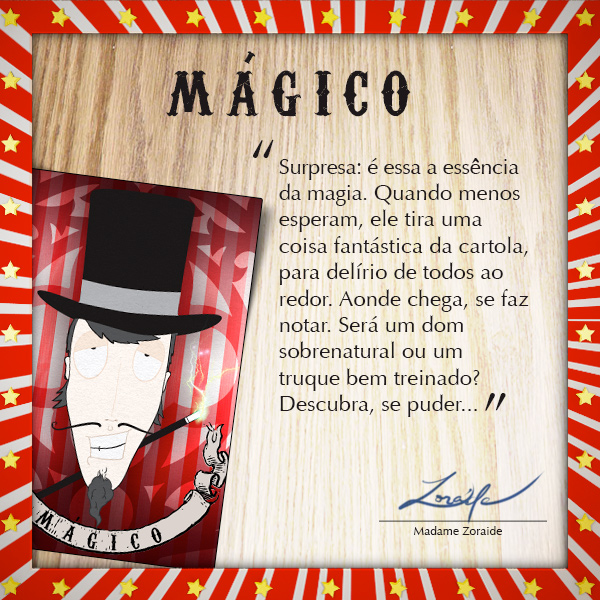 MÁGICO
“Surpresa: é essa a essência
da magia. Quando menos
esperam, ele tira uma
coisa fantástica da cartola,
para delírio de todos ao
redor. Aonde chega, se faz
notar. Será um dom
sobrenatural ou um
truque bem treinado?
Descubra, se puder...”
MÁGICO
Zoraide
Madame Zoraide